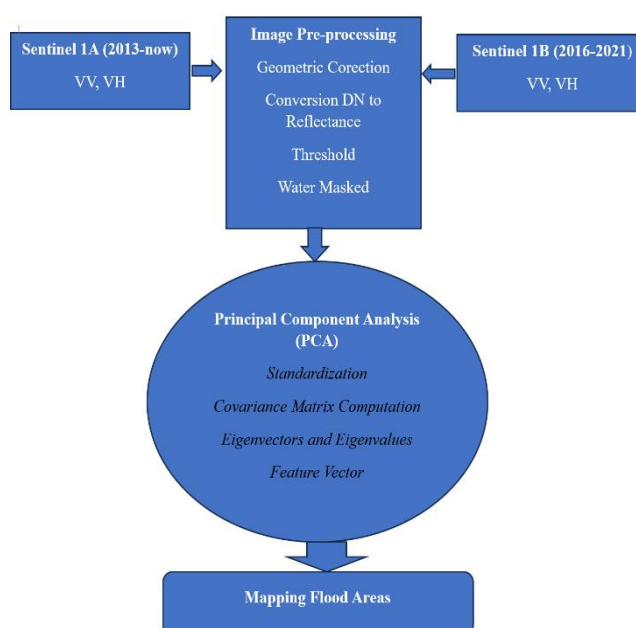 Sentinel 1A (2013-now)
VV, VH
Image Pre-processing
Geometric Corection
Conversion DN to
Reflectance
Threshold
Water Masked
Sentinel 1B (2016-2021)
VV, VH
Principal Component Analysis
(PCA)
Standardization
Covariance Matrix Computation
Eigenvectors and Eigenvalues
Feature Vector
Mapping Flood Areas